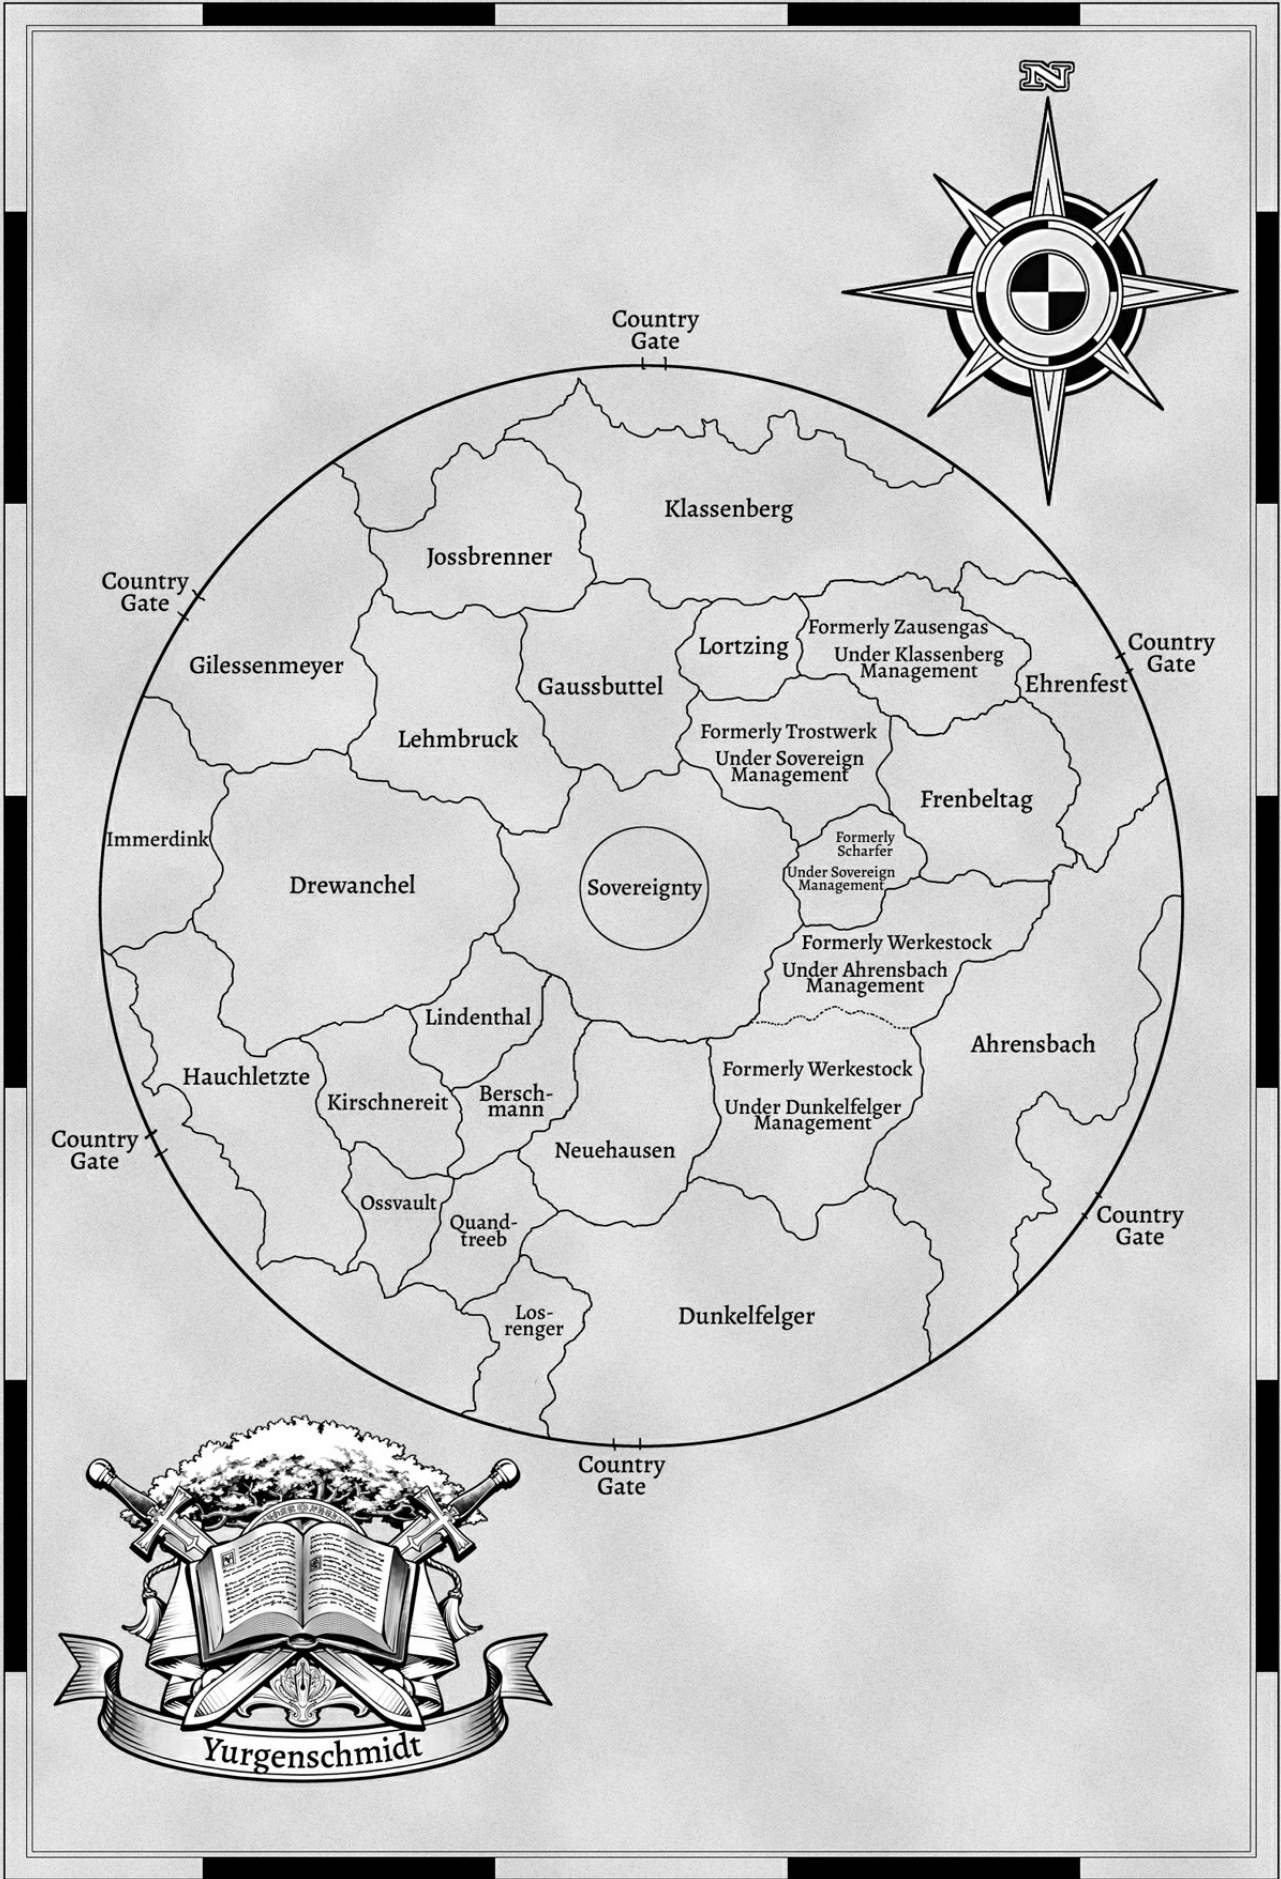 N
Country
Gate
Klassenberg
Jossbrenner
Country
Gate
Formerly Zausengas
Under Klassenberg
Management
Lortzing
Country
Gate
Gilessenmeyer
Gaussbuttel
Ehrenfest
Lehmbruck
Formerly Trostwerk
Under Sovereign
Management
Frenbeltag
Immerdink
Formerly
Scharfer
Under Sovereign
Management
Drewanchel
Sovereignty
Formerly Werkestock
Under Ahrensbach
Management
Lindenthal
Ahrensbach
Hauchletzte
Formerly Werkestock
Under Dunkelfelger
Management
Kirschnereit
Bersch-
mann
Country
Gate
Neuehausen
Ossvault
Quand-
treeb
Country
Gate
Los-
renger
Dunkelfelger
Country
Gate
Yurgenschmidt